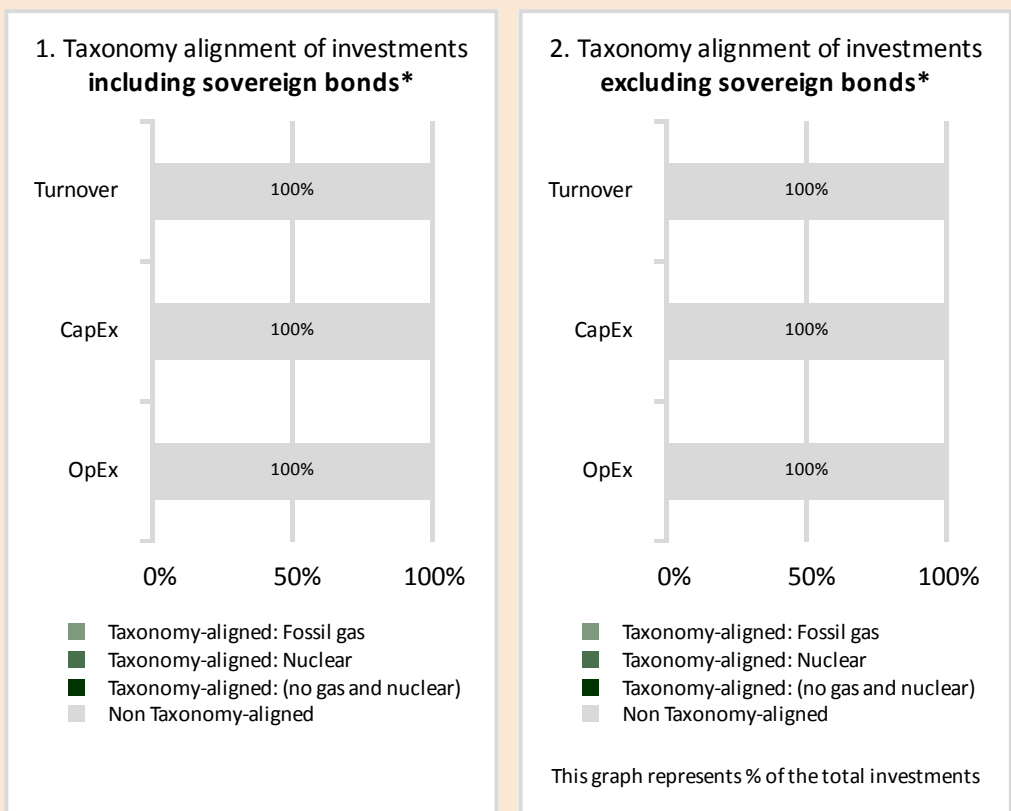 1. Taxonomy alignment of investments
including sovereign bonds*
Turnover
100%
CapEx
100%
OpEx
100%
0% 50% 100%
Taxonomy-aligned: Fossil gas
Taxonomy-aligned: Nuclear
Taxonomy-aligned: (no gas and nuclear)
Non Taxonomy-aligned
2. Taxonomy alignment of investments
excluding sovereign bonds*
Turnover
100%
CapEx
100%
OpEx
100%
0% 50% 100%
Taxonomy-aligned: Fossil gas
Taxonomy-aligned: Nuclear
Taxonomy-aligned: (no gas and nuclear)
Non Taxonomy-aligned
This graph represents % of the total investments